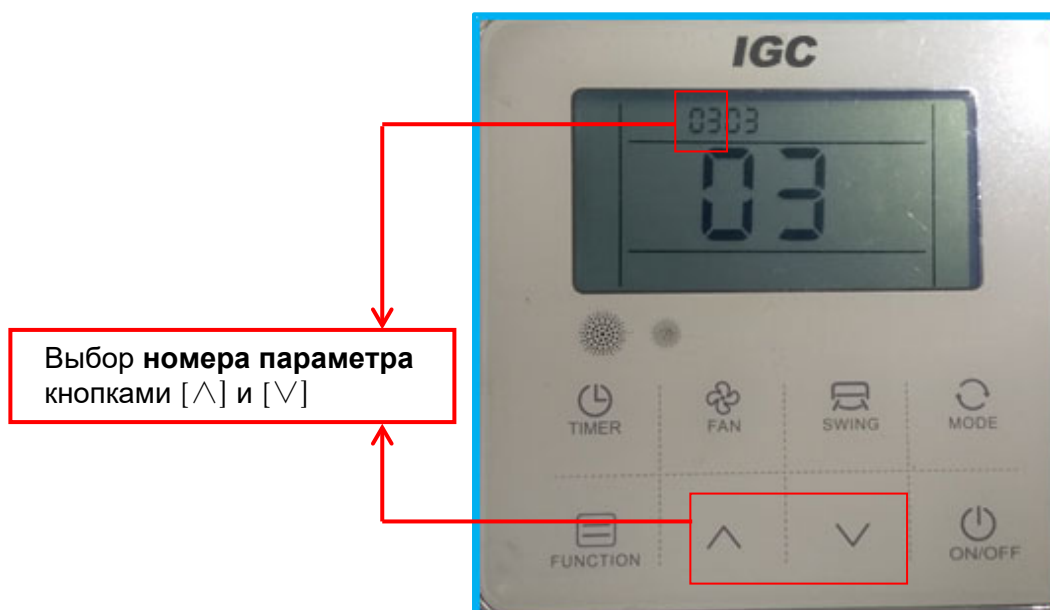 IGC
0303
03
Выбор номера параметра
кнопками [∧] и [∨]
TIMER FAN SWING MODE
FUNCTION ∧ ∨ ON/OFF